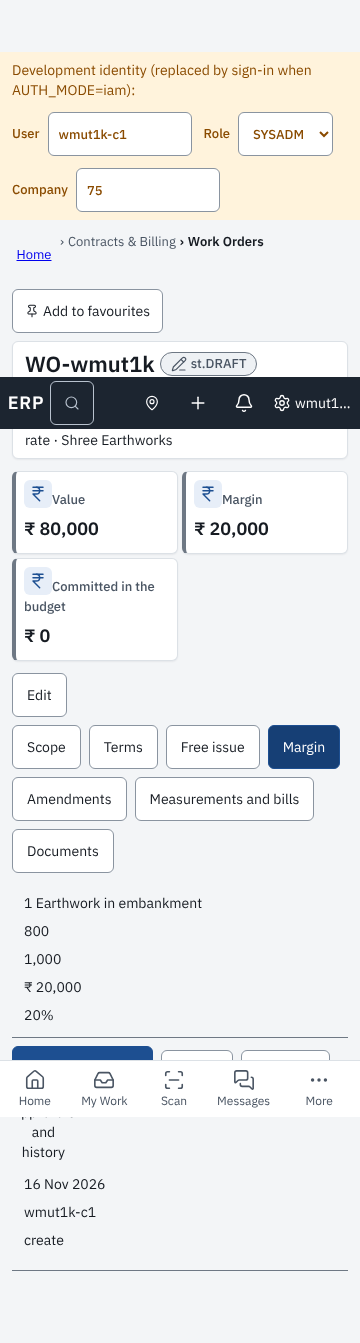 Development identity (replaced by sign-in when
AUTH_MODE=iam):
User wmut1k-c1 Role SYSADM
Company 75
› Contracts & Billing › Work Orders
Home
Add to favourites
WO-wmut1k st.DRAFT
ERP wmut1...
rate · Shree Earthworks
₹ Value ₹ Margin
₹ 80,000 ₹ 20,000
₹ Committed in the
budget
₹ 0
Edit
Scope Terms Free issue Margin
Amendments Measurements and bills
Documents
1 Earthwork in embankment
800
1,000
₹ 20,000
20%
Home My Work Scan Messages More
and
history
16 Nov 2026
wmut1k-c1
create